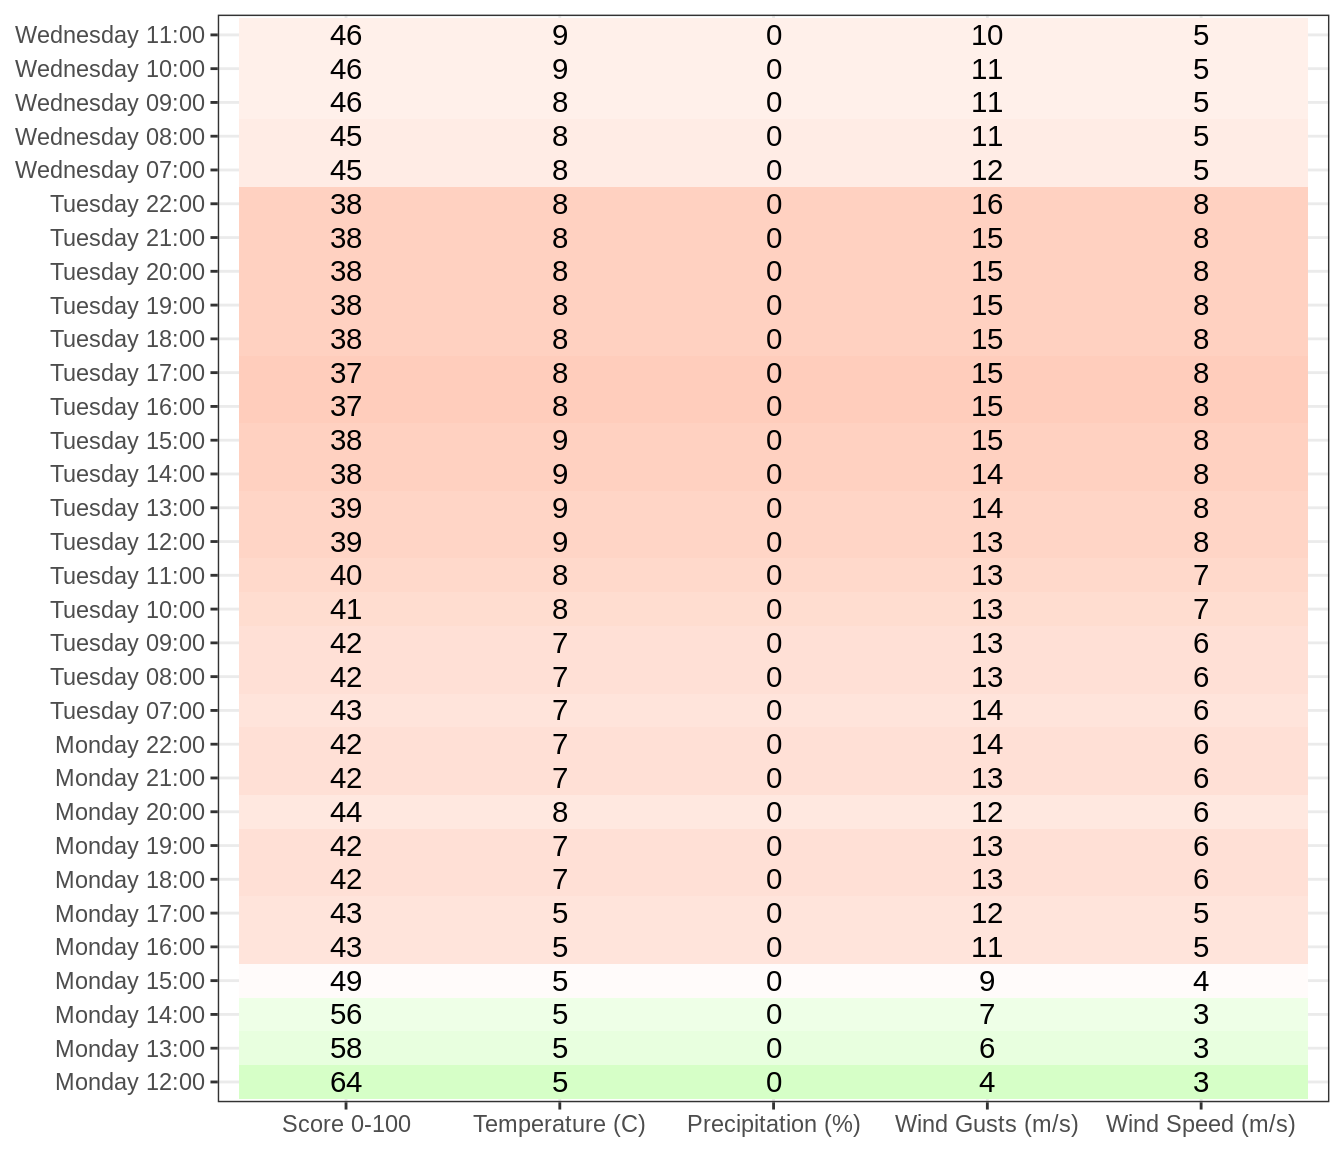 Wednesday 11:00 46 9 0 10 5
Wednesday 10:00 46 9 0 11 5
Wednesday 09:00 46 8 0 11 5
Wednesday 08:00 45 8 0 11 5
Wednesday 07:00 45 8 0 12 5
Tuesday 22:00 38 8 0 16 8
Tuesday 21:00 38 8 0 15 8
Tuesday 20:00 38 8 0 15 8
Tuesday 19:00 38 8 0 15 8
Tuesday 18:00 38 8 0 15 8
Tuesday 17:00 37 8 0 15 8
Tuesday 16:00 37 8 0 15 8
Tuesday 15:00 38 9 0 15 8
Tuesday 14:00 38 9 0 14 8
Tuesday 13:00 39 9 0 14 8
Tuesday 12:00 39 9 0 13 8
Tuesday 11:00 40 8 0 13 7
Tuesday 10:00 41 8 0 13 7
Tuesday 09:00 42 7 0 13 6
Tuesday 08:00 42 7 0 13 6
Tuesday 07:00 43 7 0 14 6
Monday 22:00 42 7 0 14 6
Monday 21:00 42 7 0 13 6
Monday 20:00 44 8 0 12 6
Monday 19:00 42 7 0 13 6
Monday 18:00 42 7 0 13 6
Monday 17:00 43 5 0 12 5
Monday 16:00 43 5 0 11 5
Monday 15:00 49 5 0 9 4
Monday 14:00 56 5 0 7 3
Monday 13:00 58 5 0 6 3
Monday 12:00 64 5 0 4 3
Score 0-100 Temperature (C) Precipitation (%) Wind Gusts (m/s) Wind Speed (m/s)